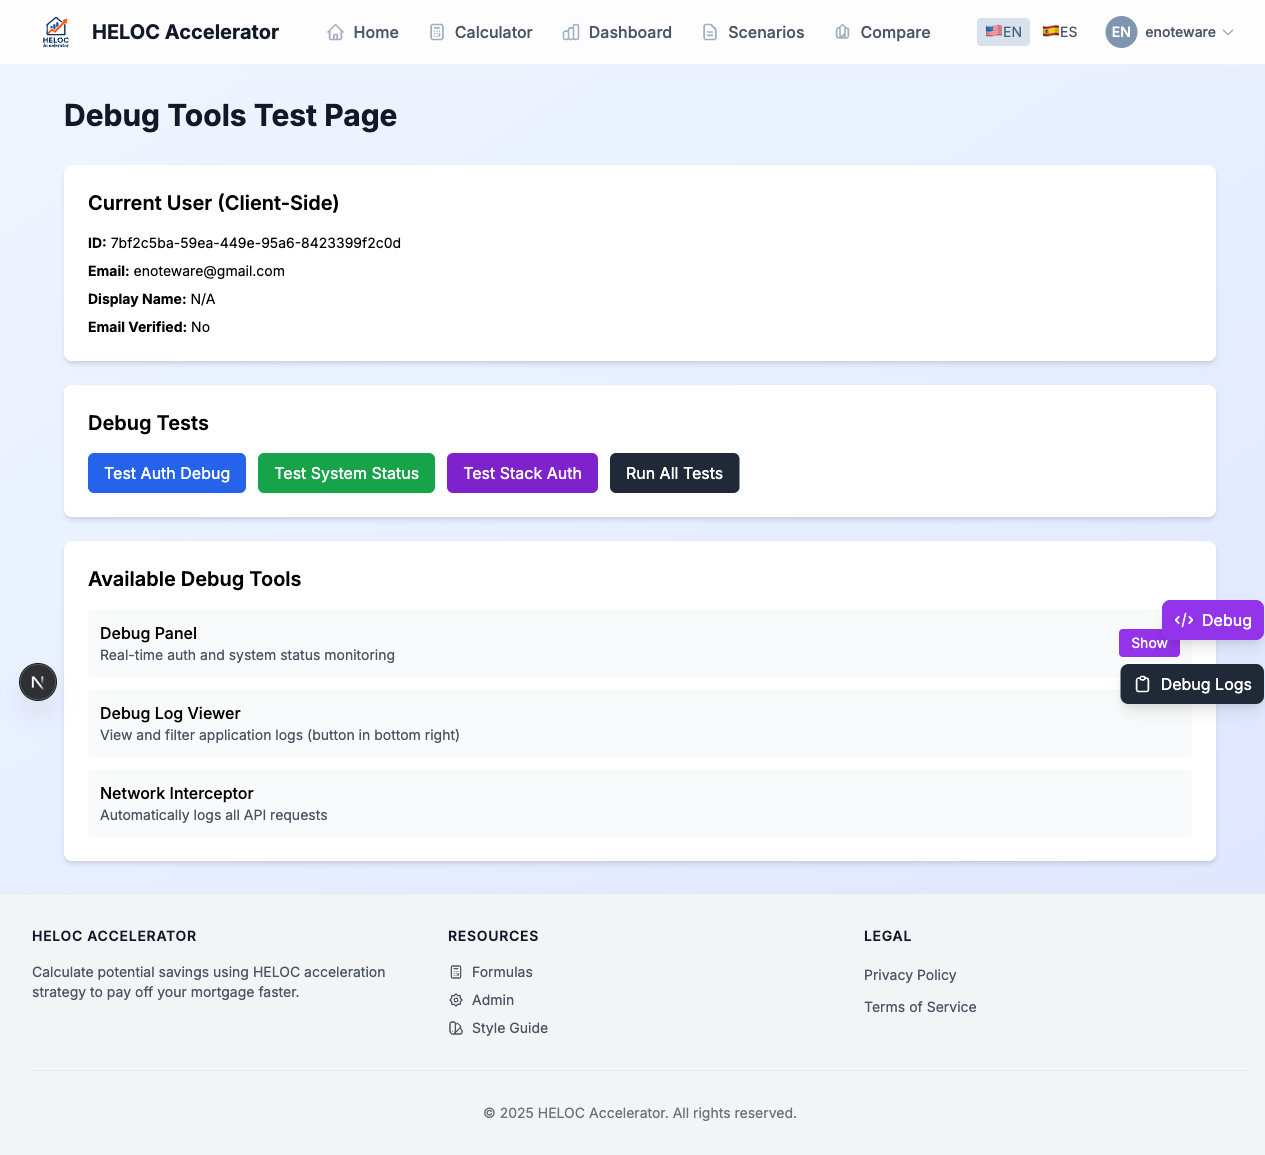 HELOC Accelerator
HELOC Accelerator
Home
Calculator
Dashboard
Scenarios
Compare
EN
ES
EN
enoteware
Debug Tools Test Page
Current User (Client-Side)
ID: 7bf2c5ba-59ea-449e-95a6-8423399f2c0d
Email: enoteware@gmail.com
Display Name: N/A
Email Verified: No
Debug Tests
Test Auth Debug
Test System Status
Test Stack Auth
Run All Tests
Available Debug Tools
Debug Panel
Real-time auth and system status monitoring
Debug
Show
N
Debug Logs
Debug Log Viewer
View and filter application logs (button in bottom right)
Network Interceptor
Automatically logs all API requests
HELOC ACCELERATOR
Calculate potential savings using HELOC acceleration
strategy to pay off your mortgage faster.
RESOURCES
Formulas
Admin
Style Guide
LEGAL
Privacy Policy
Terms of Service
© 2025 HELOC Accelerator. All rights reserved.